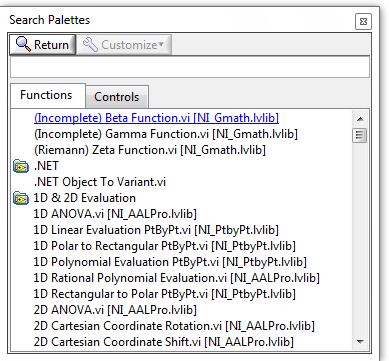 Search Palettes
Return Customize
Functions Controls
(Incomplete) Beta Function.vi [NI_Gmath.lvlib]
(Incomplete) Gamma Function.vi [NI_Gmath.lvlib]
(Riemann) Zeta Function.vi [NI_Gmath.lvlib]
.NET
.NET Object To Variant.vi
1D & 2D Evaluation
1D ANOVA.vi [NI_AALPro.lvlib]
1D Linear Evaluation PtByPt.vi [NI_PtbyPt.lvlib]
1D Polar to Rectangular PtByPt.vi [NI_PtbyPt.lvlib]
1D Polynomial Evaluation PtByPt.vi [NI_PtbyPt.lvlib]
1D Rational Polynomial Evaluation.vi [NI_AALPro.lvlib]
1D Rectangular to Polar PtByPt.vi [NI_PtbyPt.lvlib]
2D ANOVA.vi [NI_AALPro.lvlib]
2D Cartesian Coordinate Rotation.vi [NI_AALPro.lvlib]
2D Cartesian Coordinate Shift.vi [NI_AALPro.lvlib]